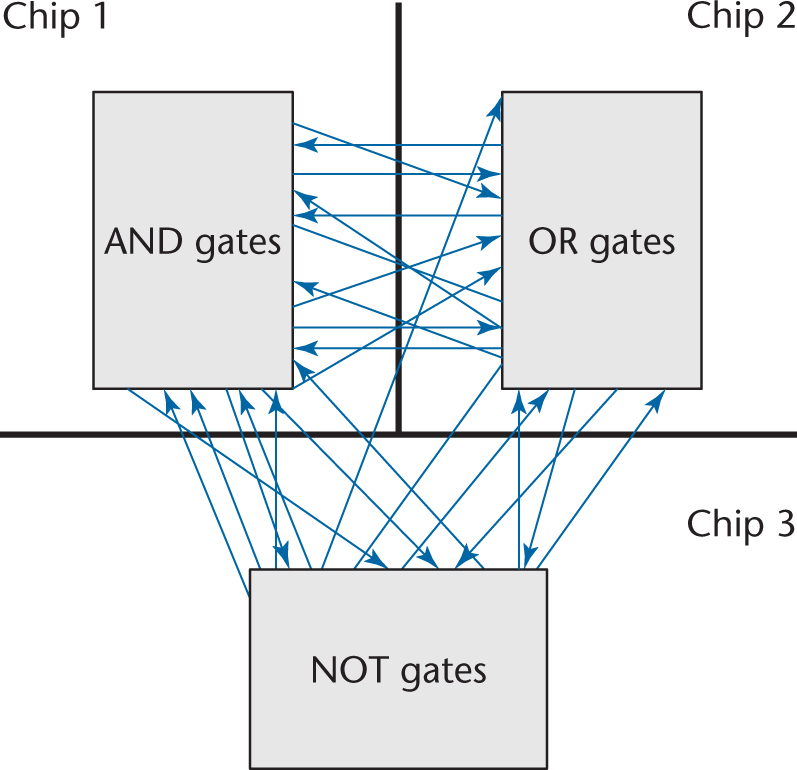 Chip 1
Chip 2
AND gates
OR gates
Chip 3
NOT gates